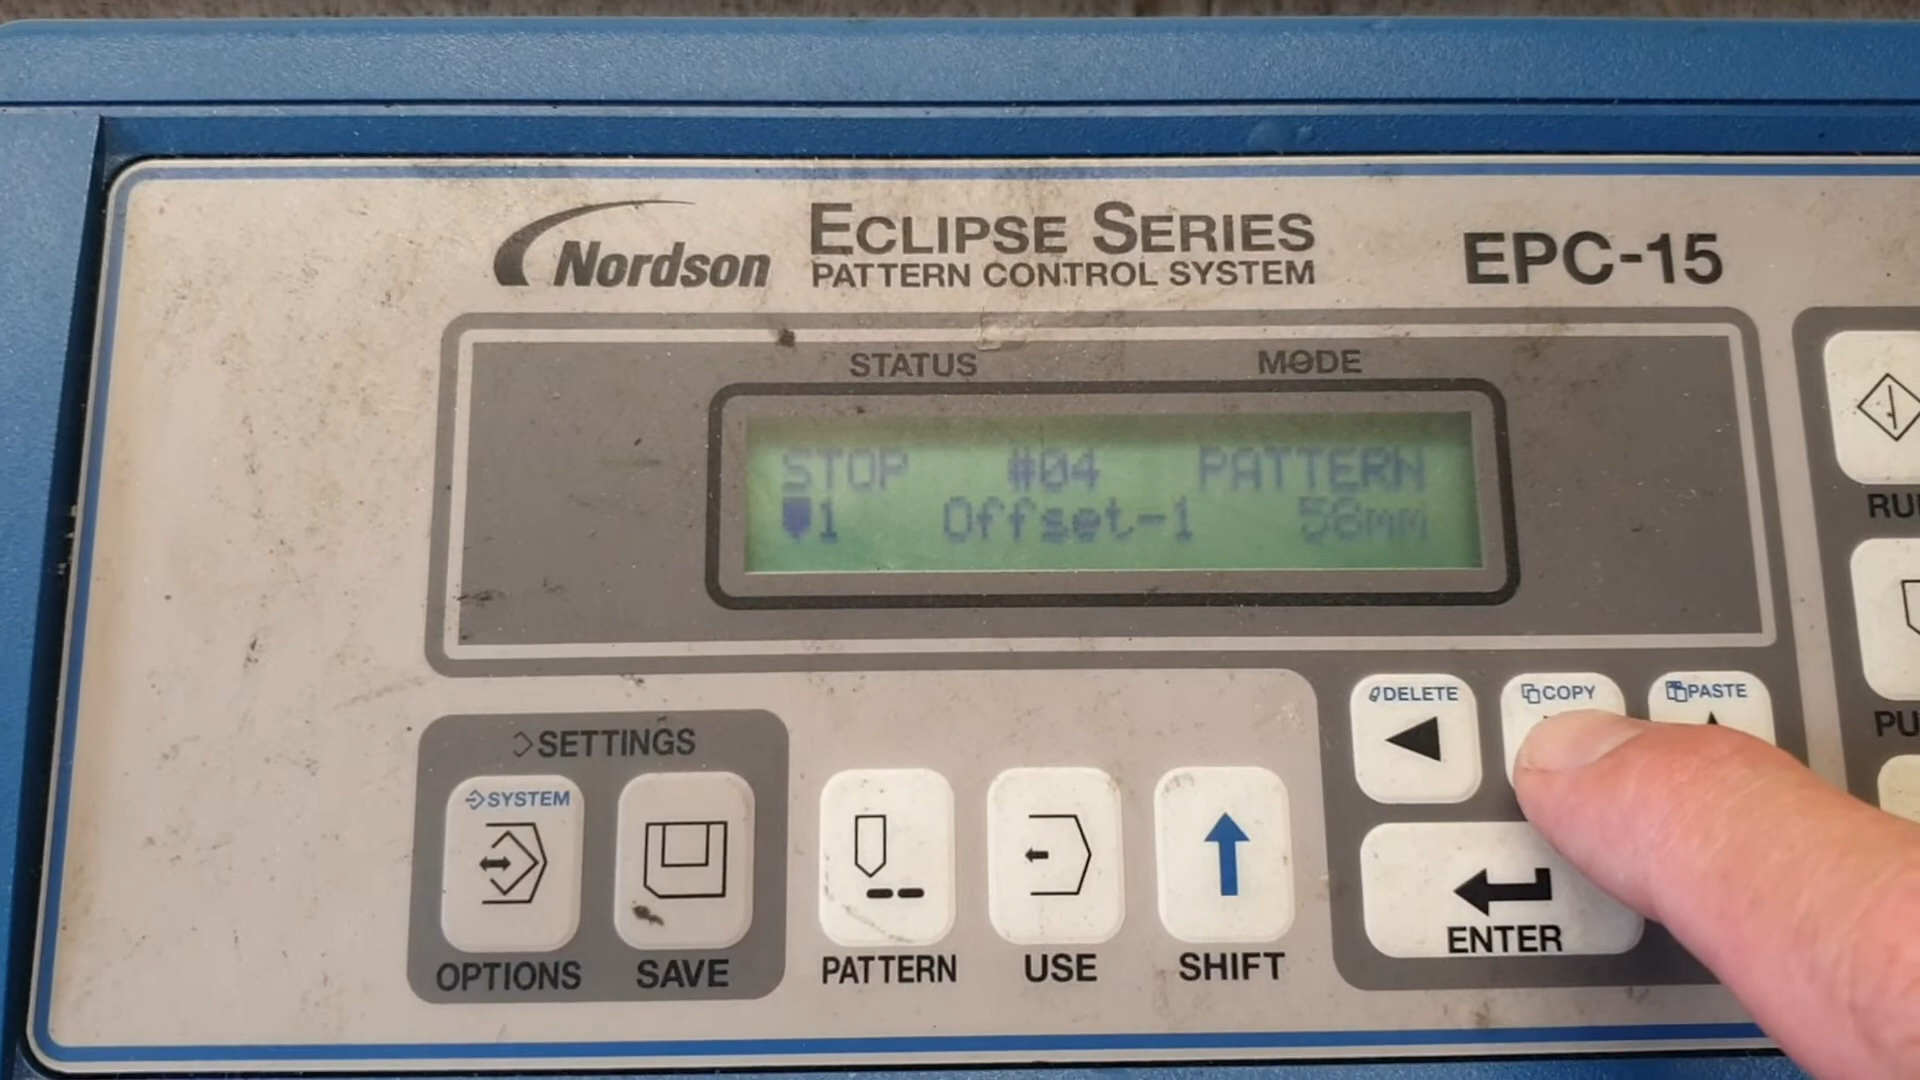 Nordson
ECLIPSE SERIES
PATTERN CONTROL SYSTEM
EPC-15
STATUS MODE
STOP #04 PATTERN
1 Offset-1 58mm
DELETE COPY PASTE
SETTINGS
SYSTEM
ENTER
OPTIONS SAVE PATTERN USE SHIFT